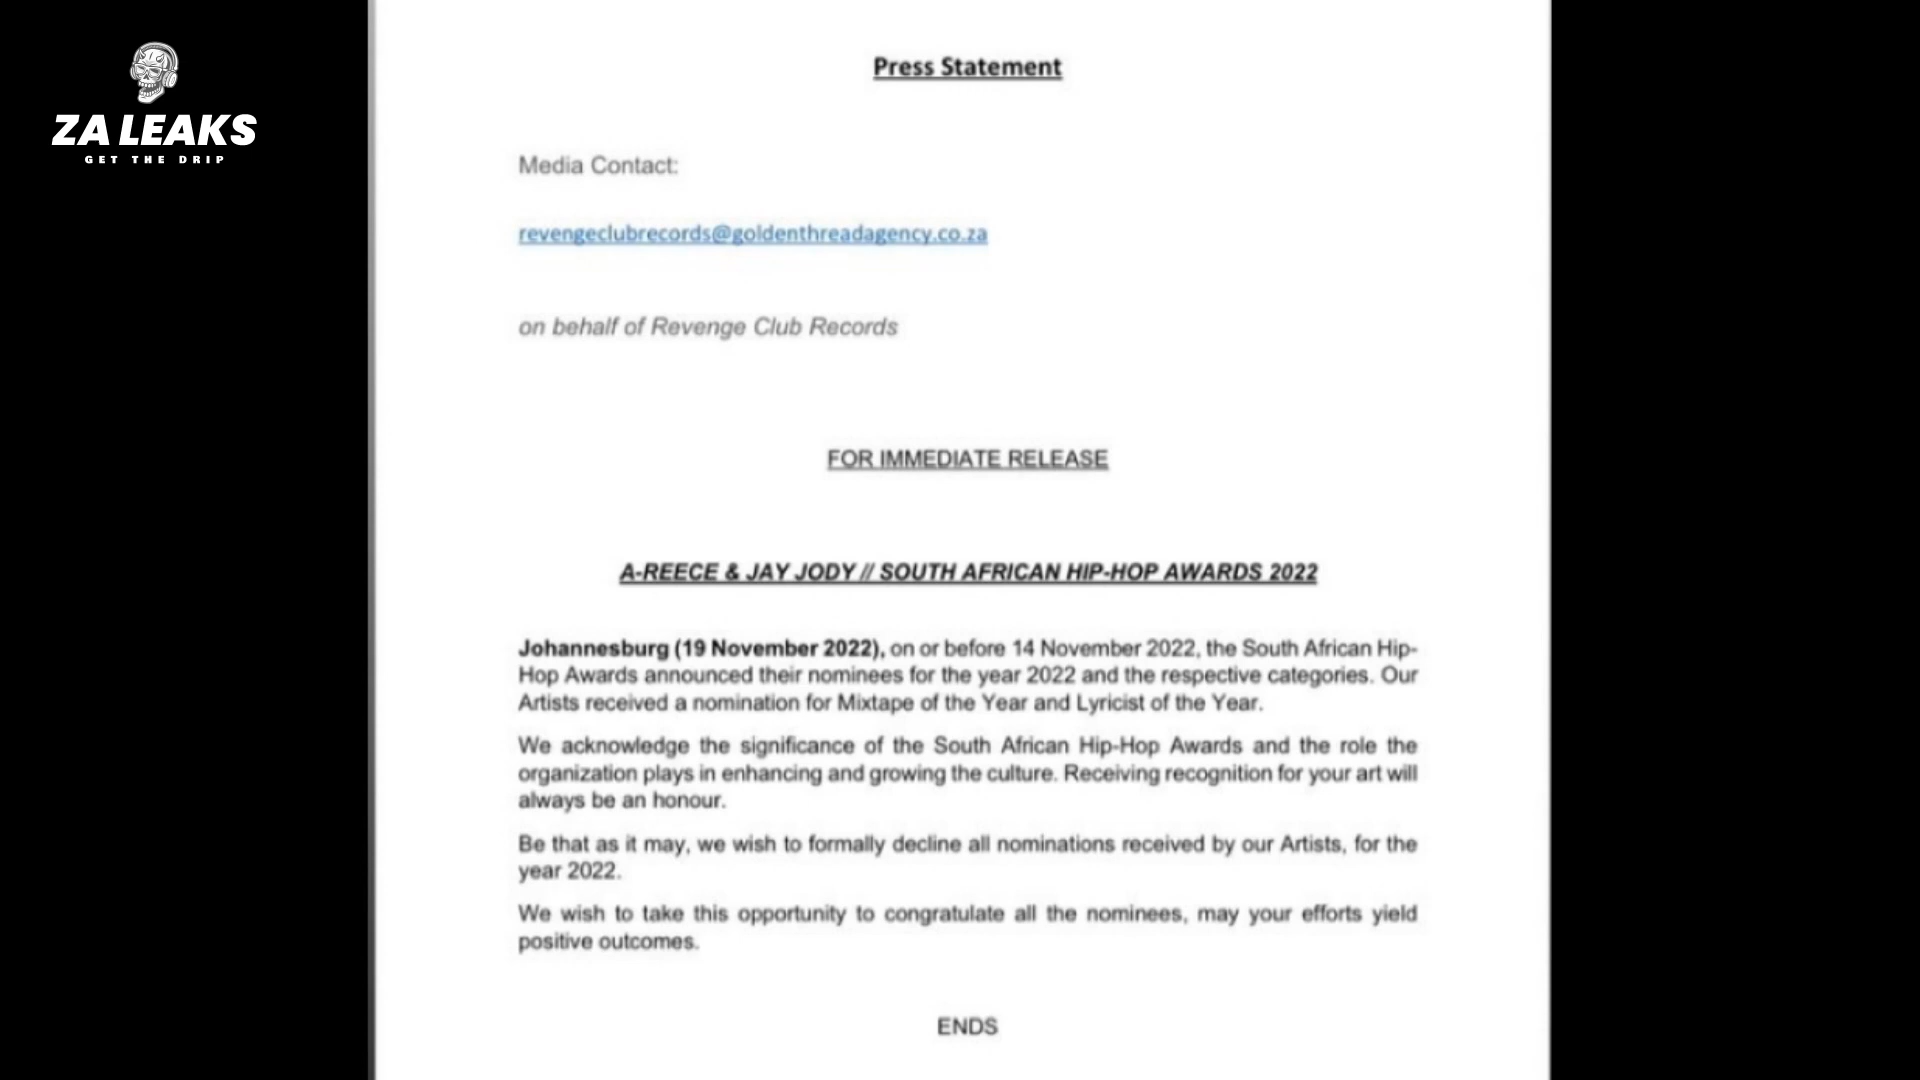 ZA LEAKS
GET THE DRIP
Press Statement
Media Contact:
revengeclubrecords@goldenthreadagency.co.za
on behalf of Revenge Club Records
FOR IMMEDIATE RELEASE
A-REECE & JAY JODY // SOUTH AFRICAN HIP-HOP AWARDS 2022
Johannesburg (19 November 2022), on or before 14 November 2022, the South African Hip-
Hop Awards announced their nominees for the year 2022 and the respective categories. Our
Artists received a nomination for Mixtape of the Year and Lyricist of the Year.
We acknowledge the significance of the South African Hip-Hop Awards and the role the
organization plays in enhancing and growing the culture. Receiving recognition for your art will
always be an honour.
Be that as it may, we wish to formally decline all nominations received by our Artists, for the
year 2022.
We wish to take this opportunity to congratulate all the nominees, may your efforts yield
positive outcomes.
ENDS